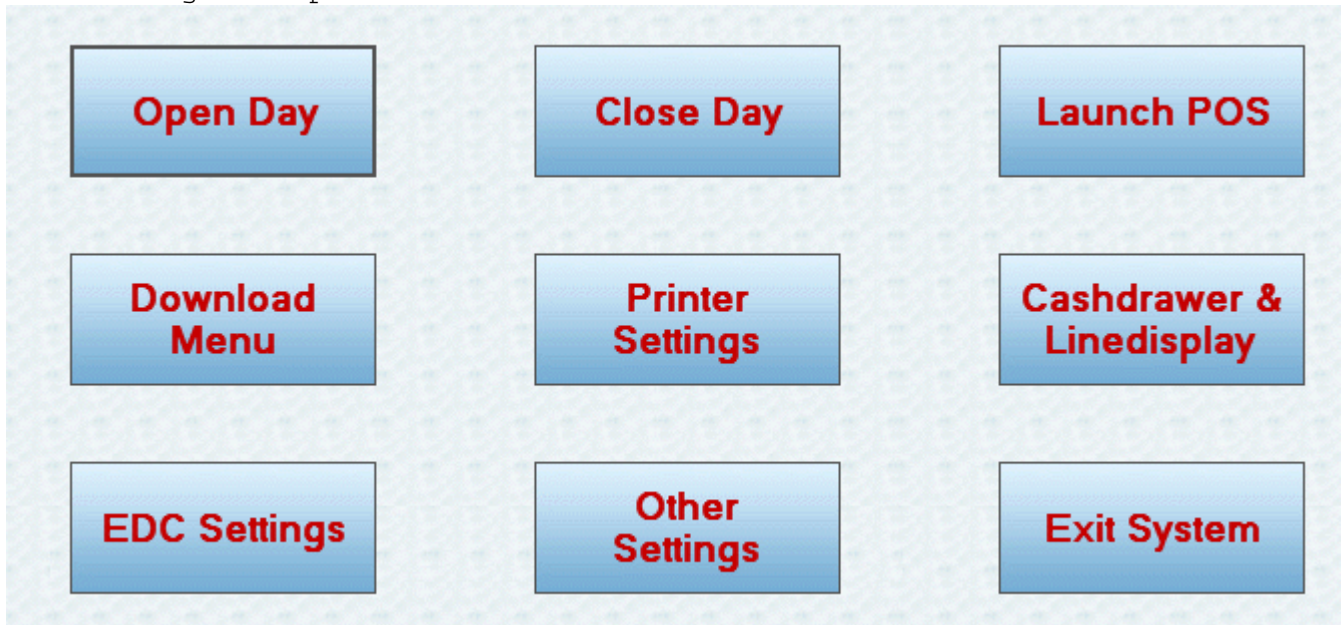 Open Day
Close Day
Launch POS
Download
Menu
Printer
Settings
Cashdrawer &
Linedisplay
EDC Settings
Other
Settings
Exit System